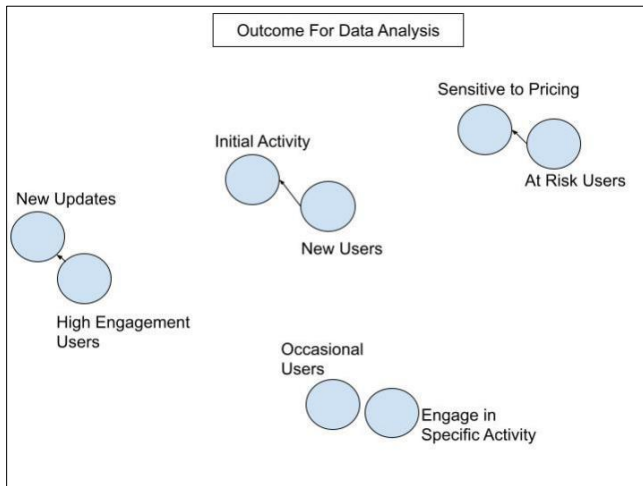 Outcome For Data Analysis
Sensitive to Pricing
Initial Activity
At Risk Users
New Updates
New Users
High Engagement
Users
Occasional
Users
Engage in
Specific Activity